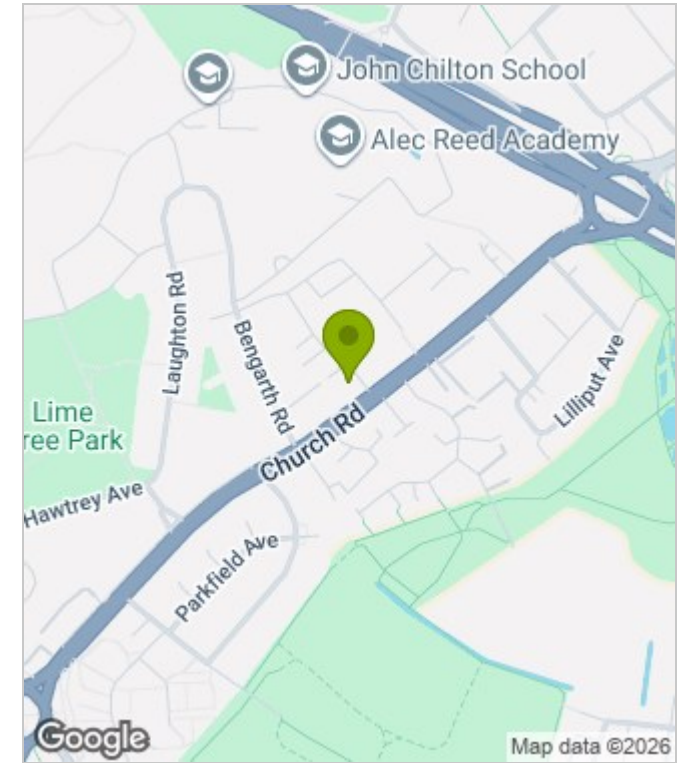 John Chilton School
Alec Reed Academy
Laughton Rd
Bengarth Rd
Lilliput Ave
Lime
ree Park
Church Rd
Hawtrey Ave
Parkfield Ave
Google
Map data ©2026